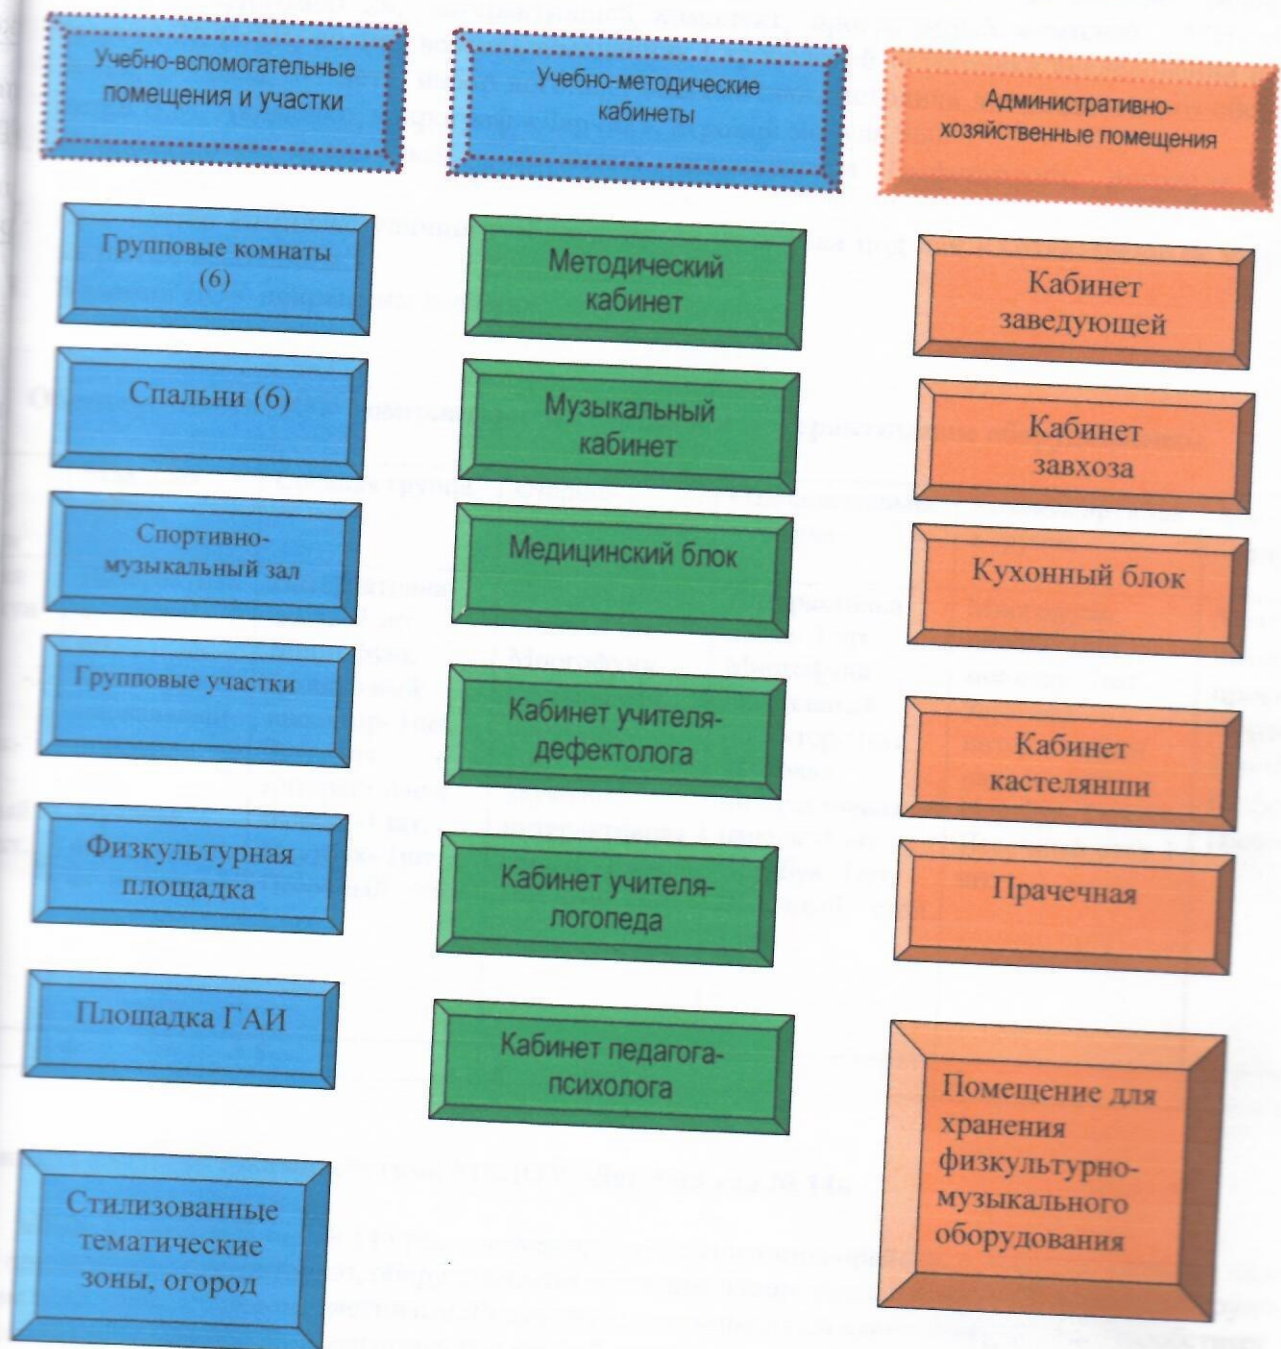 Учебно-вспомогательные
помещения и участки
Учебно-методические
кабинеты
Административно-
хозяйственные помещения
Групповые комнаты
(6)
Спальни (6)
Спортивно-
музыкальный зал
Групповые участки
Физкультурная
площадка
Площадка ГАИ
Стилизованные
тематические
зоны, огород
Методический
кабинет
Музыкальный
кабинет
Медицинский блок
Кабинет учителя-
дефектолога
Кабинет учителя-
логопеда
Кабинет педагога-
психолога
Кабинет
заведующей
Кабинет
завхоза
Кухонный блок
Кабинет
кастелянши
Прачечная
Помещение для
хранения
физкультурно-
музыкального
оборудования